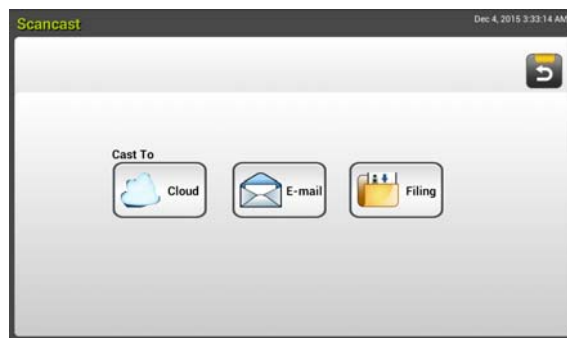 Scancast
Dec 4, 2015 3:33:14 AM
Cast To
Cloud
E-mail
Filing